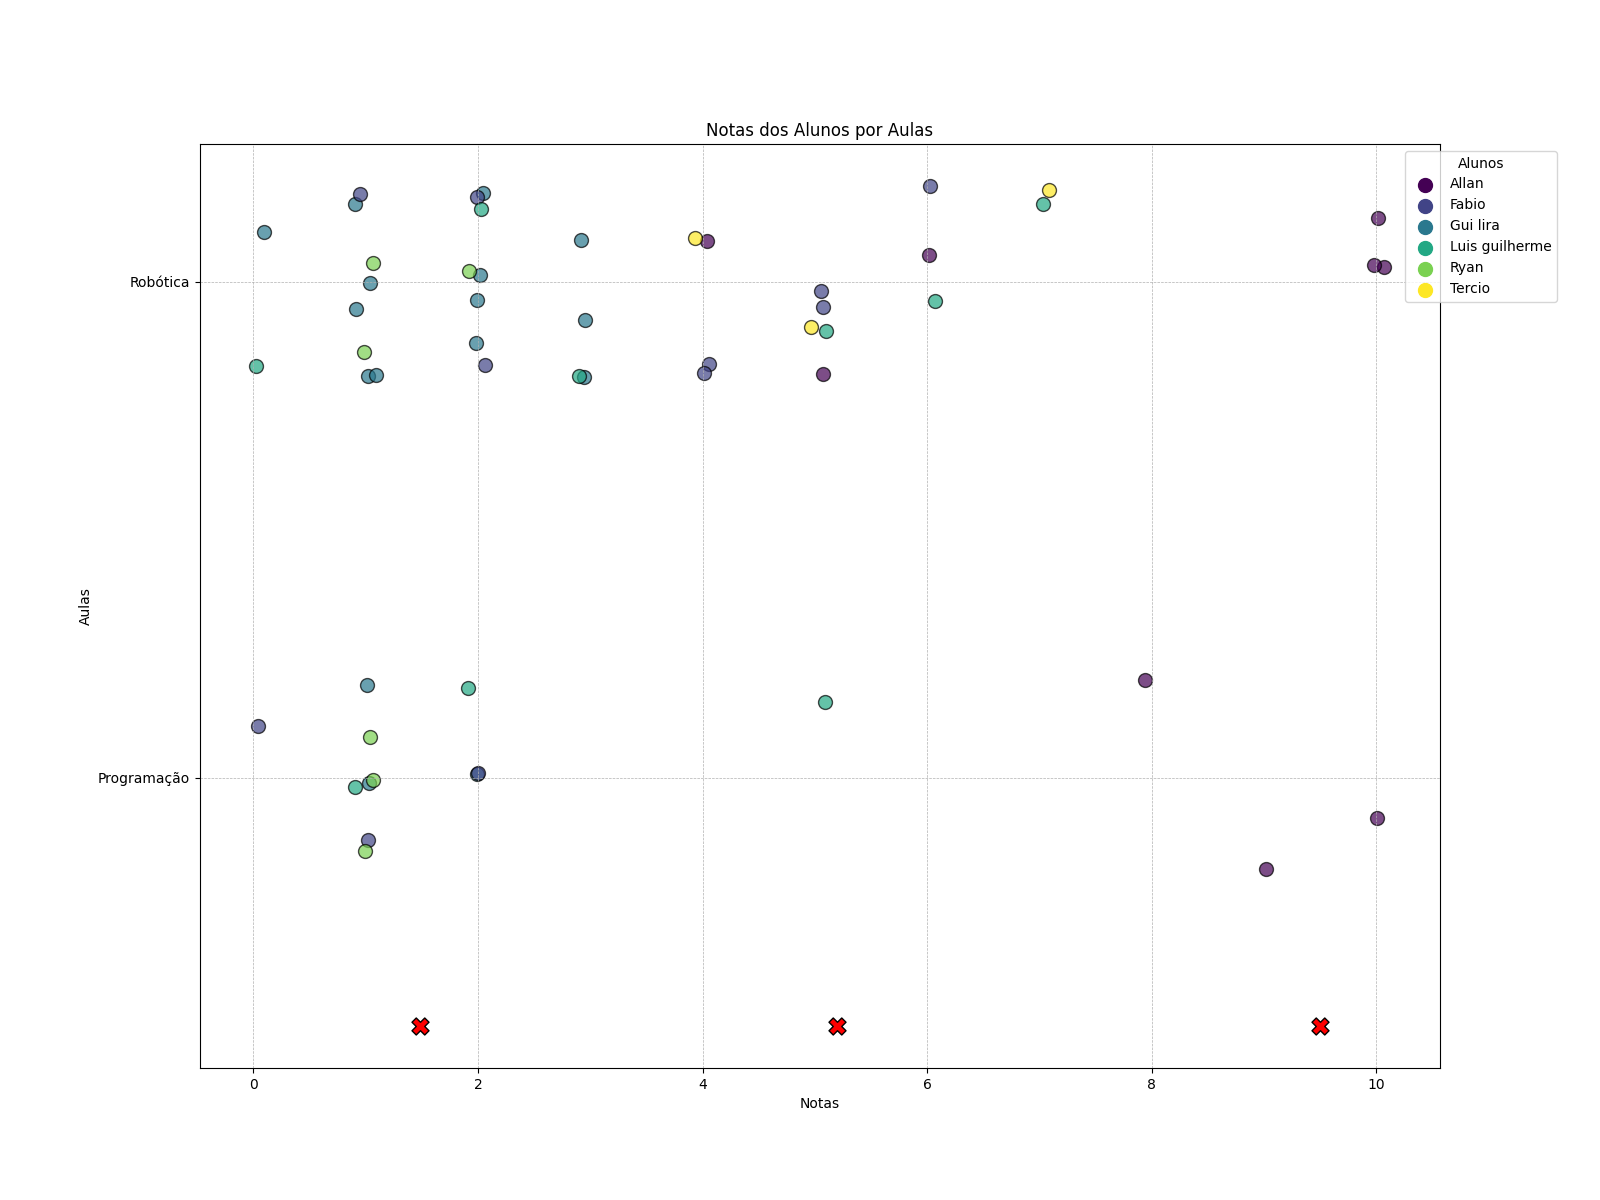 Notas dos Alunos por Aulas
Alunos
Allan
Fabio
Gui lira
Luis guilherme
Ryan
Tercio
Robótica
Aulas
Programação
0 2 4 6 8 10
Notas